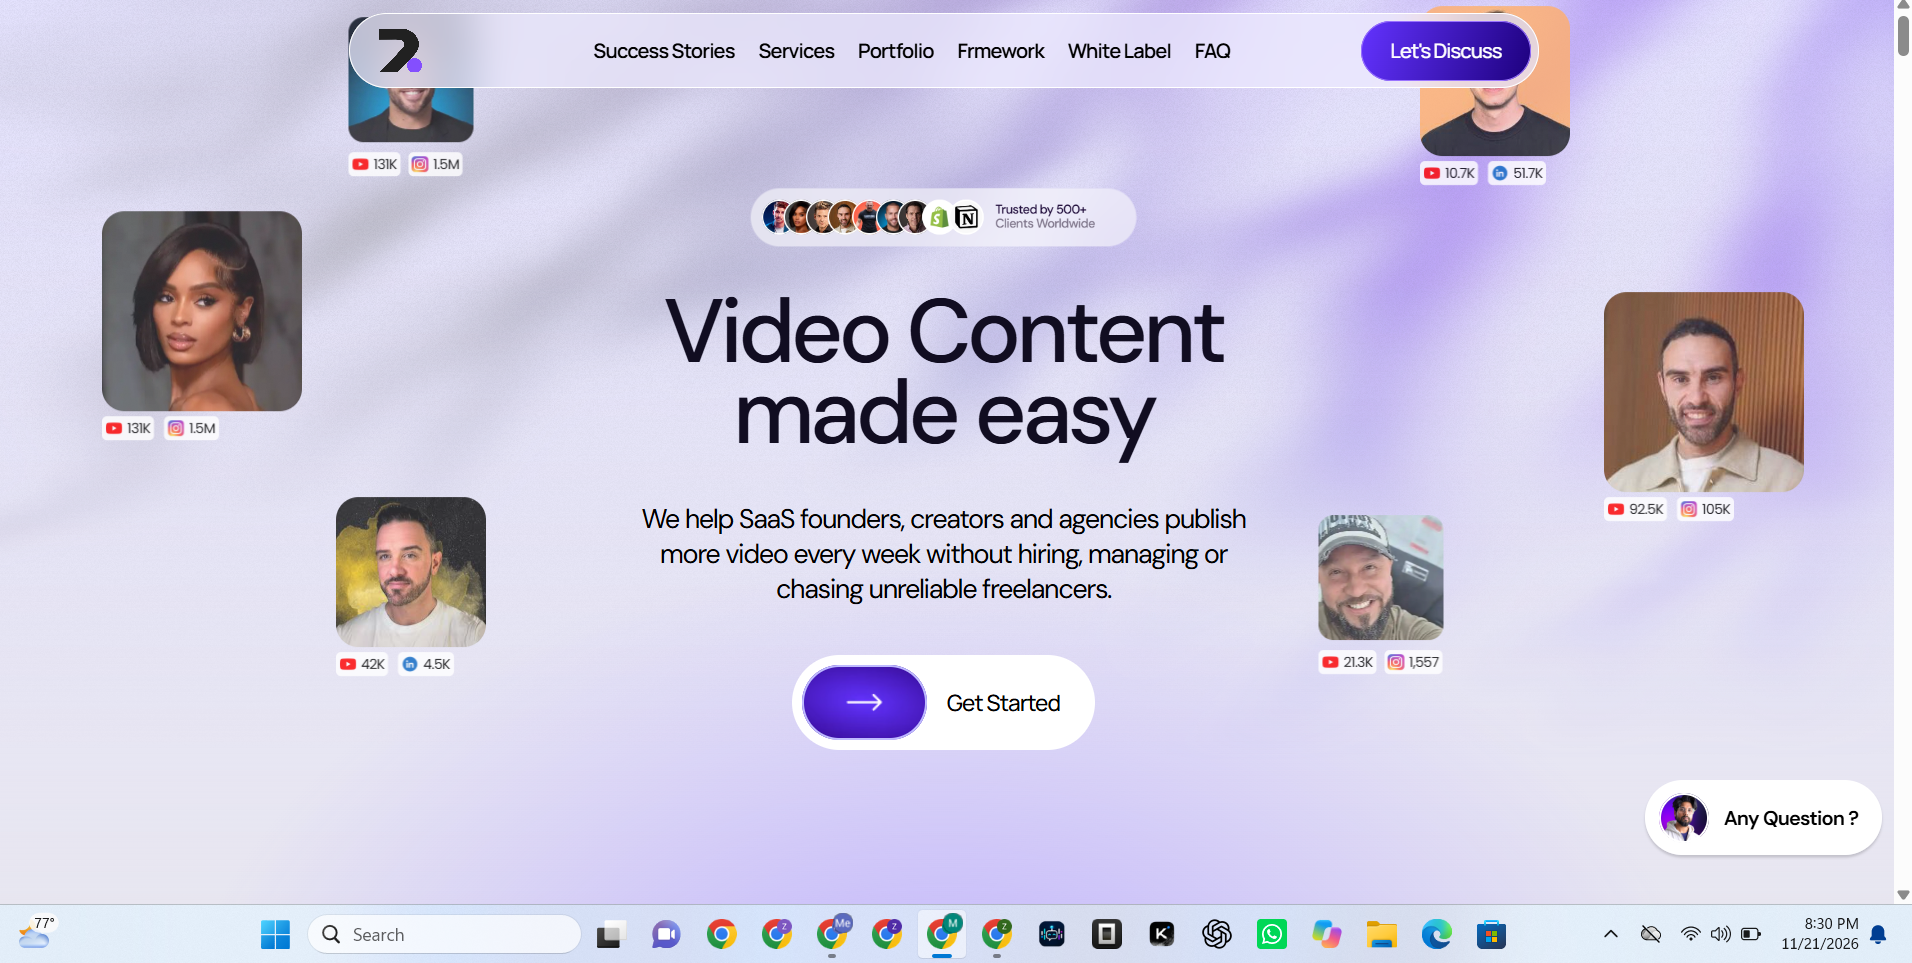 Success Stories
Services
Portfolio
Frmework
White Label
FAQ
Let's Discuss
131K
1.5M
10.7K
51.7K
Trusted by 500+
Clients Worldwide
Video Content
made easy
131K
1.5M
92.5K
105K
We help SaaS founders, creators and agencies publish
more video every week without hiring, managing or
chasing unreliable freelancers.
42K
4.5K
21.3K
1,557
Get Started
Any Question ?
77°
Search
8:30 PM
11/21/2026